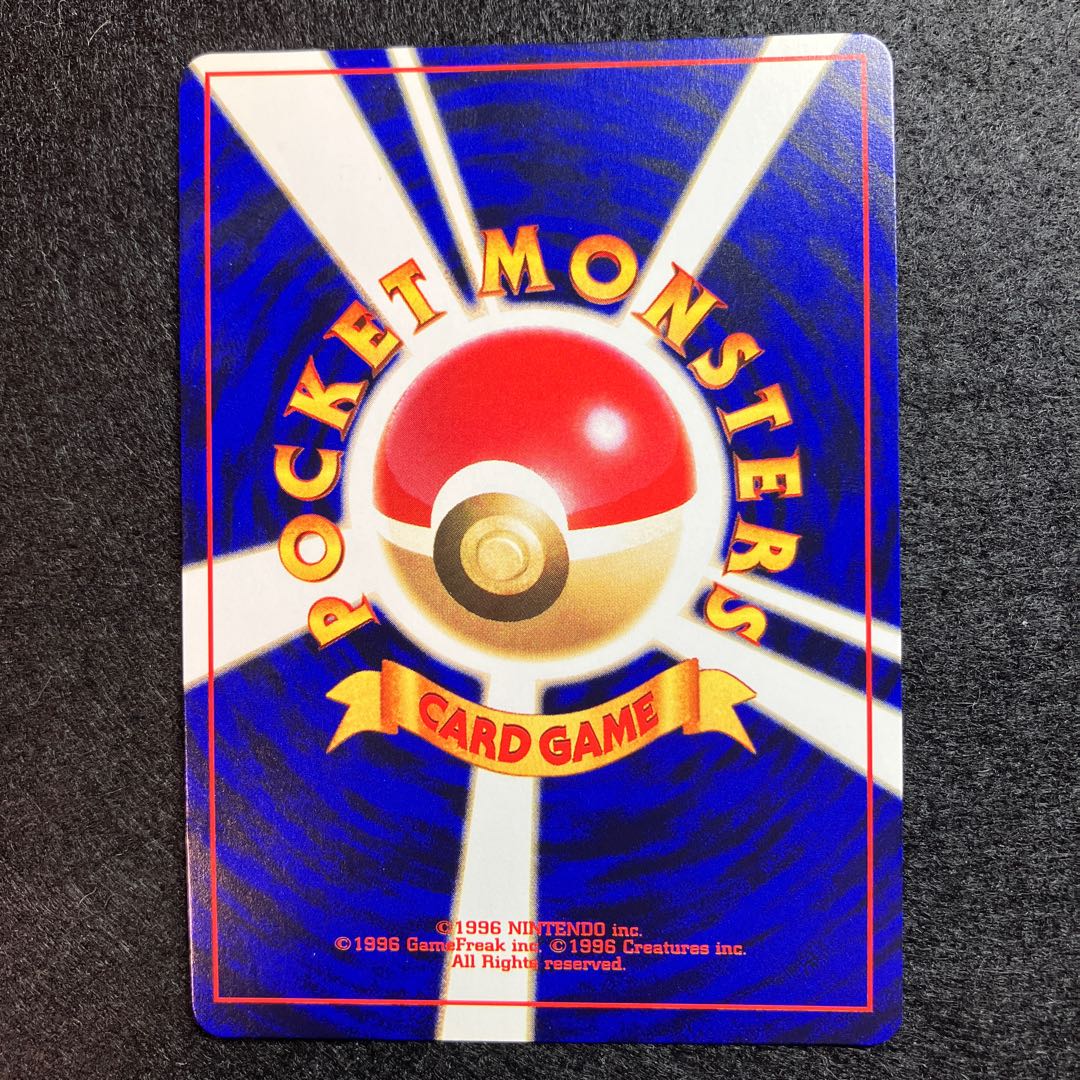 POCKET MONSTERS
CARD GAME
©1996 NINTENDO inc.
©1996 GameFreak inc. ©1996 Creatures inc.
All Rights reserved.